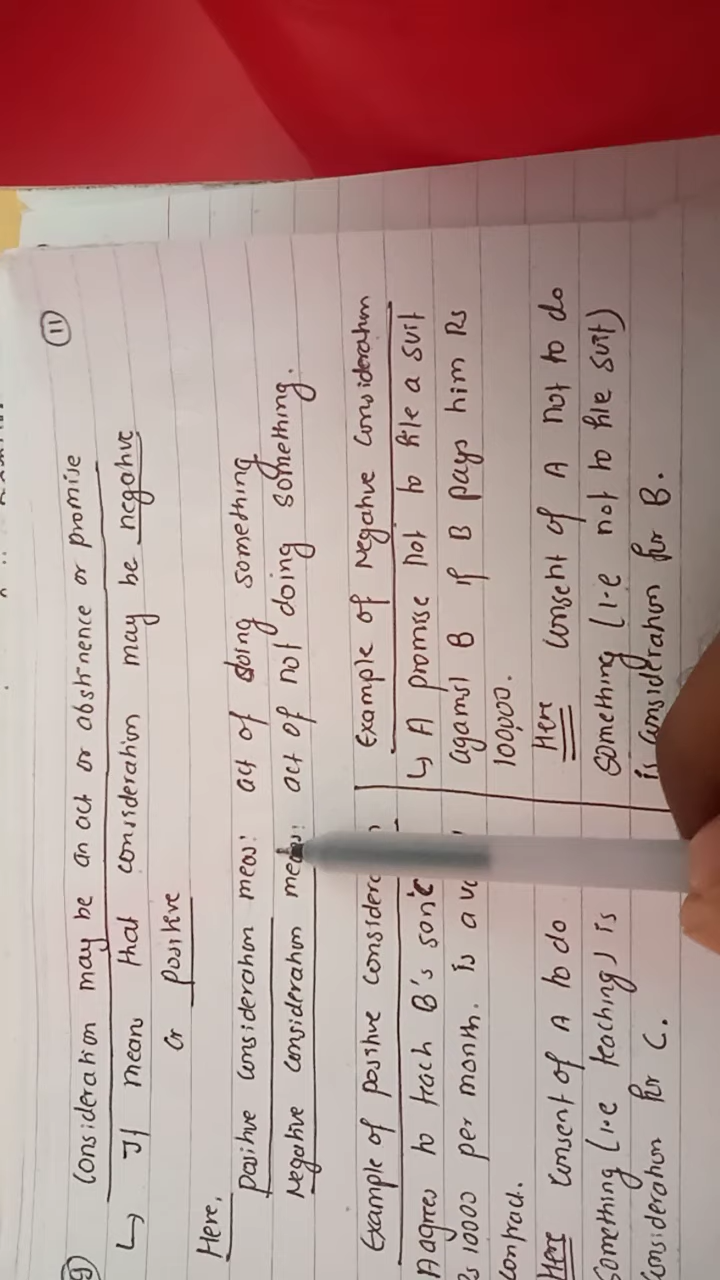 11
g) Consideration may be an act or abstinence or promise
↳ It means that consideration may be negative
or positive
Here,
positive consideration meas: act of doing something
Negative consideration means: act of not doing something.
Example of positive consider
A agrees to teach B's son
Rs 10000 per month. is a
contract.
Here consent of A to do
something (i.e teaching) is
consideration for C.
Example of Negative Consideration
↳ A promise not to file a suit
against B if B pays him Rs
100,000.
Here consent of A not to do
something (i.e not to file suit)
is consideration for B.